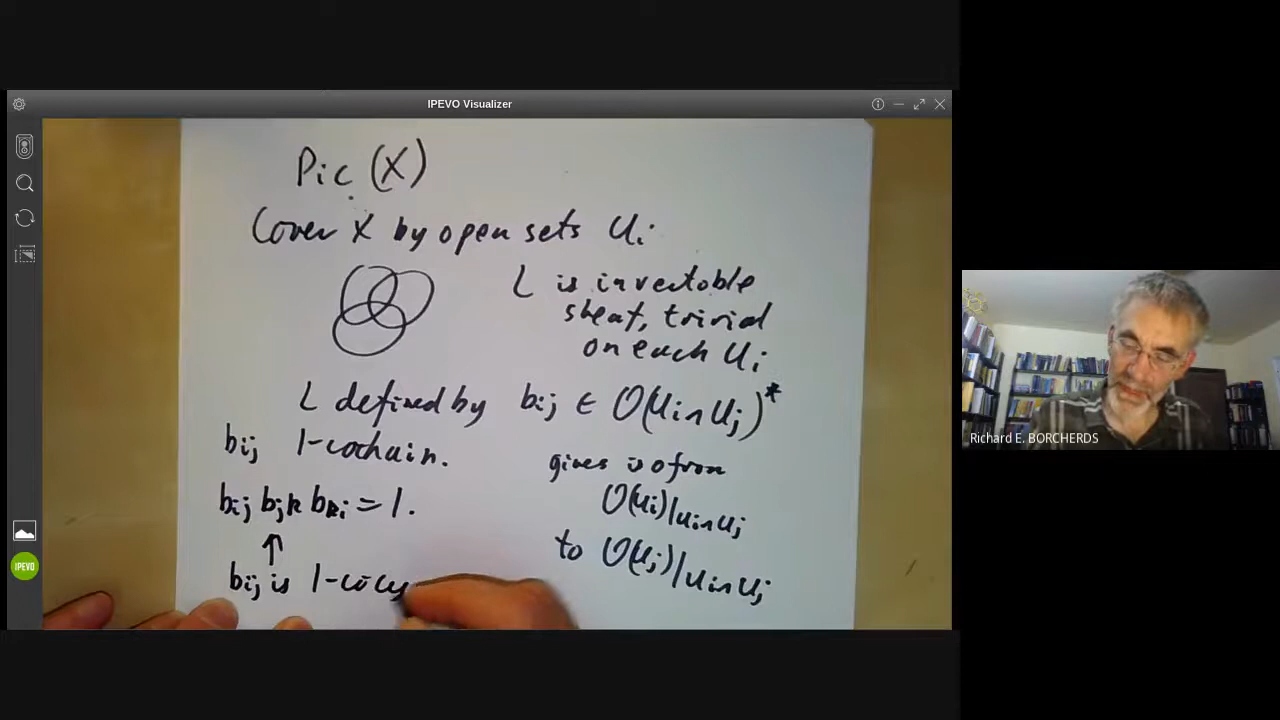 IPEVO Visualizer
Pic (X)
Cover X by open sets Ui
L is invertoble
sheaf, trivial
on each Ui
L defined by bij ∈ O(Ui∩Uj)*
bij 1-cochain.
gives iso from
O(Ui)|Ui∩Uj
to O(Uj)|Ui∩Uj
bij bjk bki = 1.
↑
bij is 1-cocy
IPEVO
Richard E. BORCHERDS